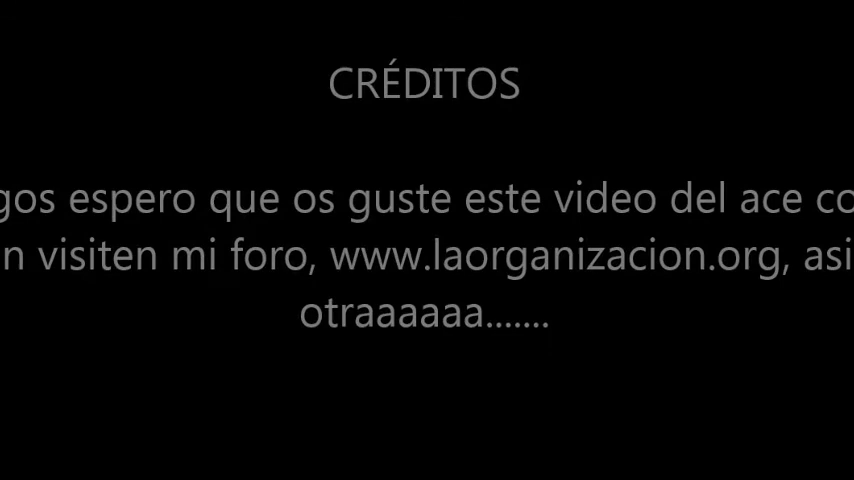 CRÉDITOS
gos espero que os guste este video del ace co
n visiten mi foro, www.laorganizacion.org, asi
otraaaaaa.......